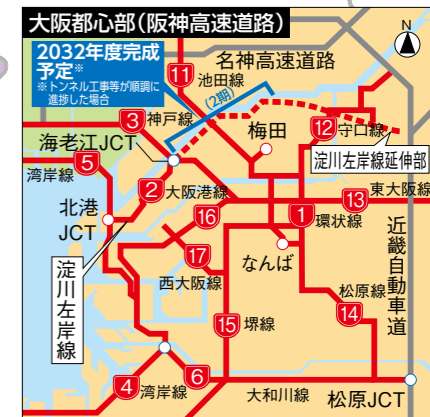 大阪都心部（阪神高速道路）
N
2032年度完成
予定※
※トンネル工事等が順調に
進捗した場合
名神高速道路
11
池田線
(2期)
3
神戸線
梅田
12
守口線
海老江JCT
淀川左岸線延伸部
5
湾岸線
2
大阪港線
13
東大阪線
北港
JCT
16
1
環状線
近畿自動車道
17
なんば
淀川左岸線
西大阪線
松原線
14
15
堺線
4
湾岸線
6
大和川線
松原JCT